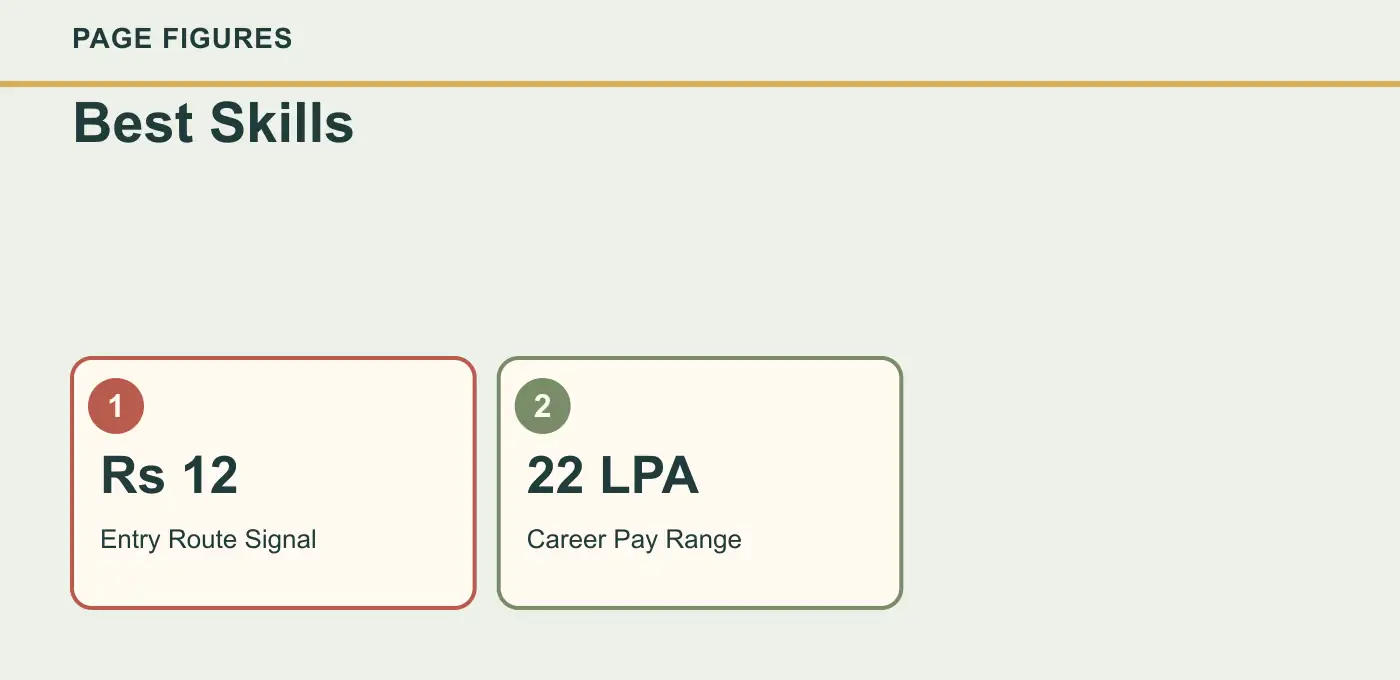 PAGE FIGURES
Best Skills
1
Rs 12
Entry Route Signal
2
22 LPA
Career Pay Range